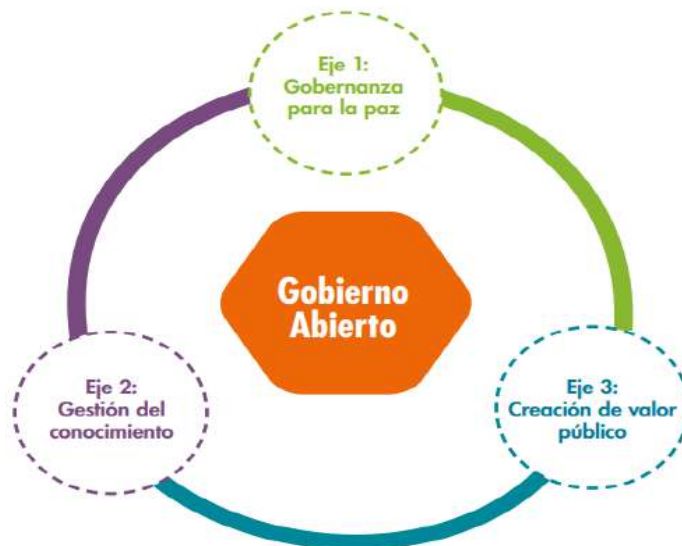 Eje 1:
Gobernanza
para la paz
Gobierno
Abierto
Eje 2:
Gestión del
conocimiento
Eje 3:
Creación de valor
público